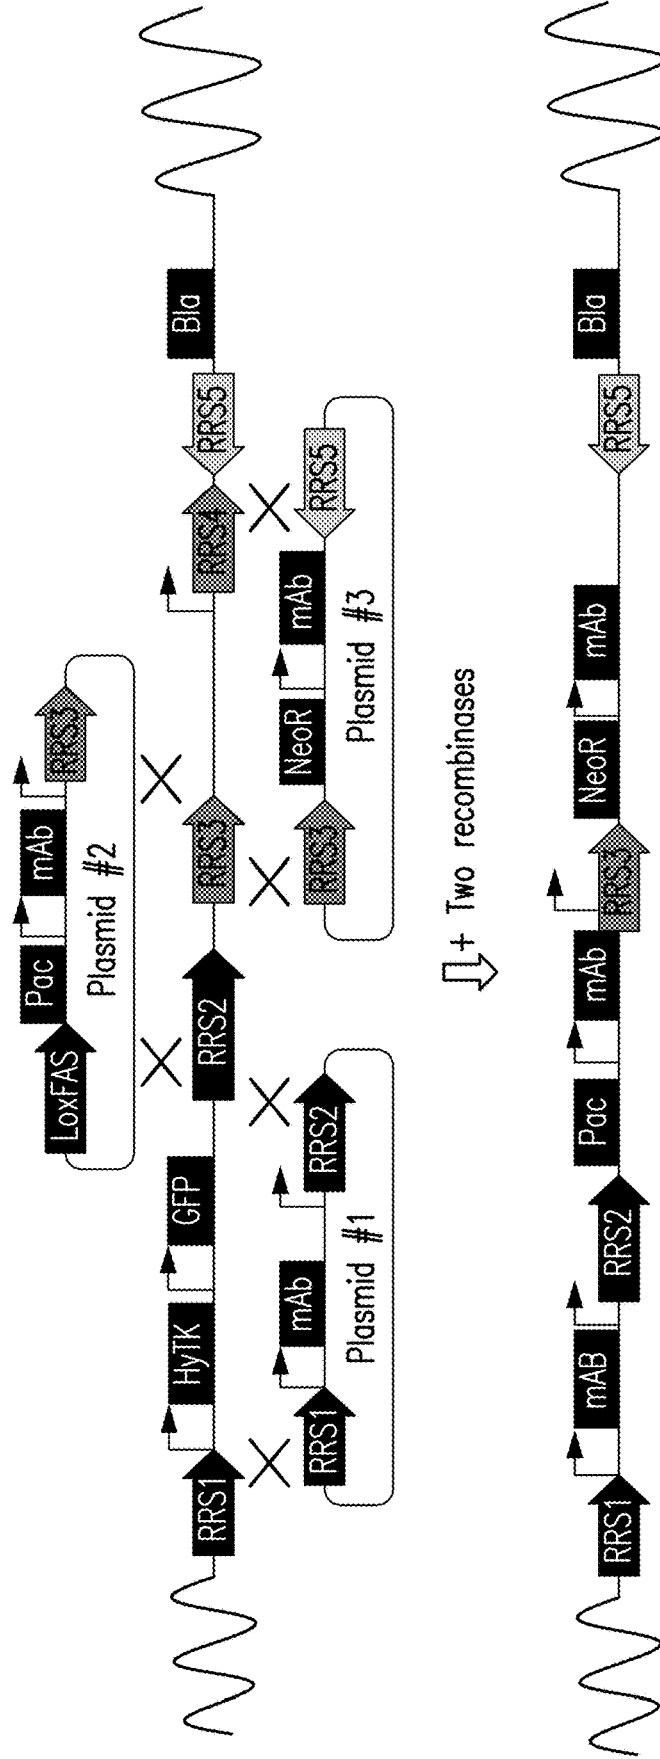 LoxFAS Pac mAb RRS3
Plasmid #2
RRS1 HyTK GFP RRS2 RRS3 RRS4 RRS5 Bla
RRS1 mAb RRS2
Plasmid #1
RRS3 NeoR mAb RRS5
Plasmid #3
+ Two recombinases
RRS1 mAB RRS2 Pac mAb RRS3 NeoR mAb RRS5 Bla